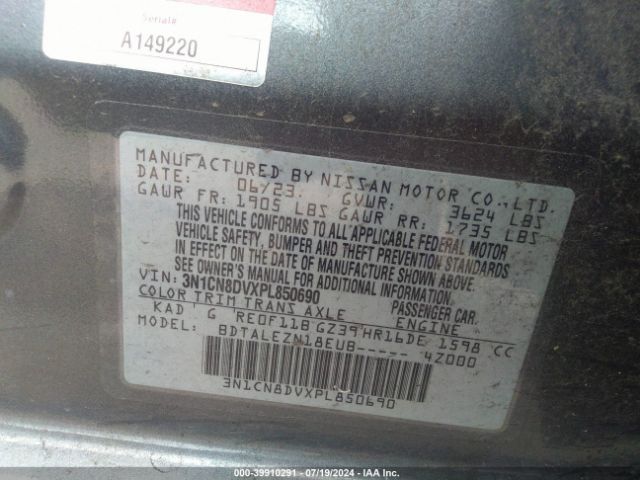 Serial#
A149220
MANUFACTURED BY NISSAN MOTOR CO.,LTD.
DATE: 06/23 GVWR: 3624 LBS
GAWR FR: 1905 LBS GAWR RR: 1735 LBS
THIS VEHICLE CONFORMS TO ALL APPLICABLE FEDERAL MOTOR
VEHICLE SAFETY, BUMPER AND THEFT PREVENTION STANDARDS
IN EFFECT ON THE DATE OF MANUFACTURE SHOWN ABOVE.
SEE OWNER'S MANUAL FOR ADDITIONAL INFORMATION.
VIN: 3N1CN8DVXPL850690 PASSENGER CAR.
COLOR TRIM TRANS AXLE ENGINE
KAD G RE0F11B GZ39 HR16DE 1598 CC
MODEL: BDTALEZN18EUB----- 4Z000
3N1CN8DVXPL850690
000-39910291 - 07/19/2024 - IAA Inc.